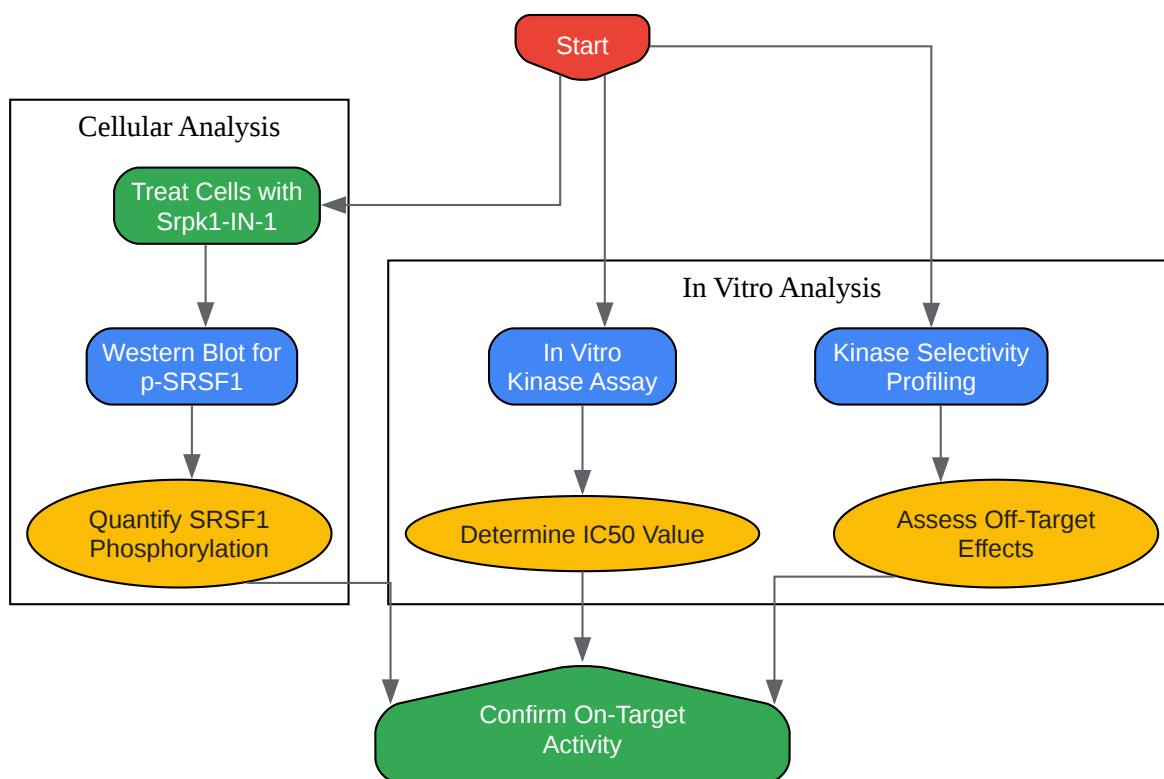 Start
Cellular Analysis
Treat Cells with
Srpk1-IN-1
Western Blot for
p-SRSF1
Quantify SRSF1
Phosphorylation
In Vitro Analysis
In Vitro
Kinase Assay
Determine IC50 Value
Kinase Selectivity
Profiling
Assess Off-Target
Effects
Confirm On-Target
Activity